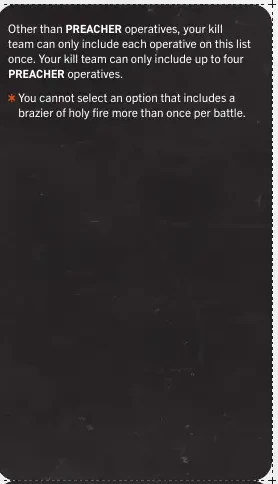 Other than PREACHER operatives, your kill
team can only include each operative on this list
once. Your kill team can only include up to four
PREACHER operatives.
* You cannot select an option that includes a
brazier of holy fire more than once per battle.